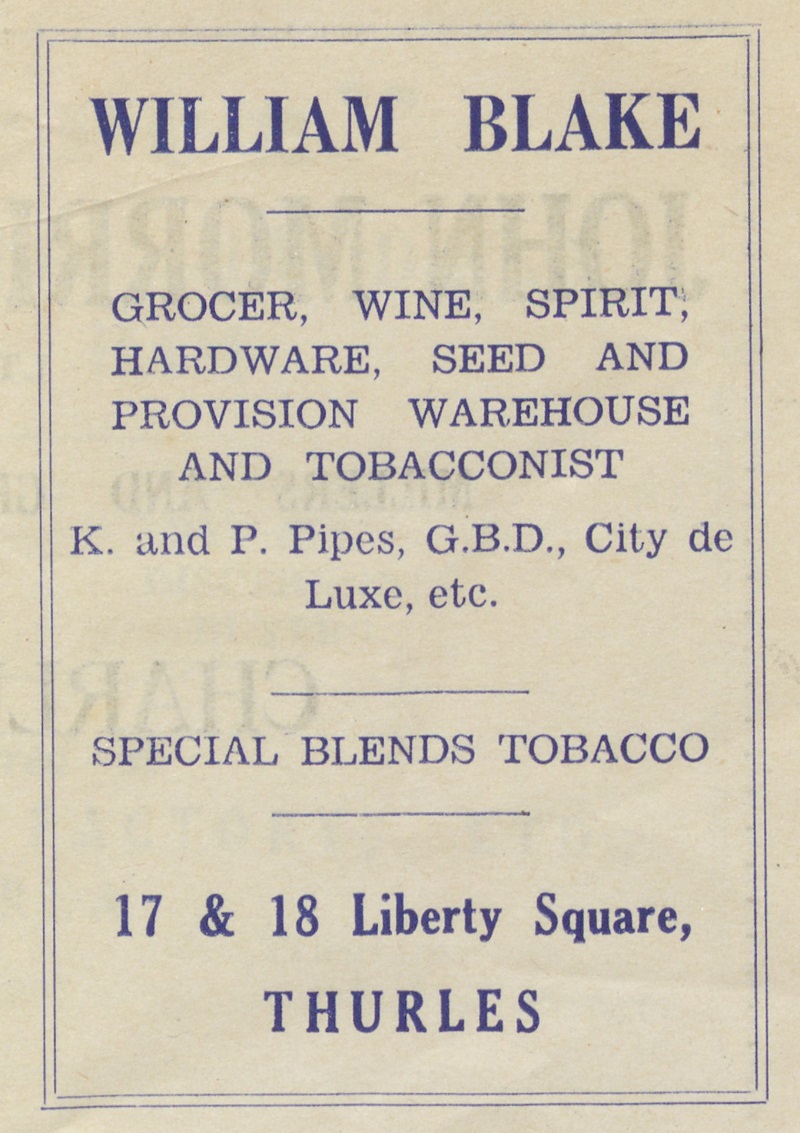 WILLIAM BLAKE
GROCER, WINE, SPIRIT,
HARDWARE, SEED AND
PROVISION WAREHOUSE
AND TOBACCONIST
K. and P. Pipes, G.B.D., City de
Luxe, etc.
SPECIAL BLENDS TOBACCO
17 & 18 Liberty Square,
THURLES